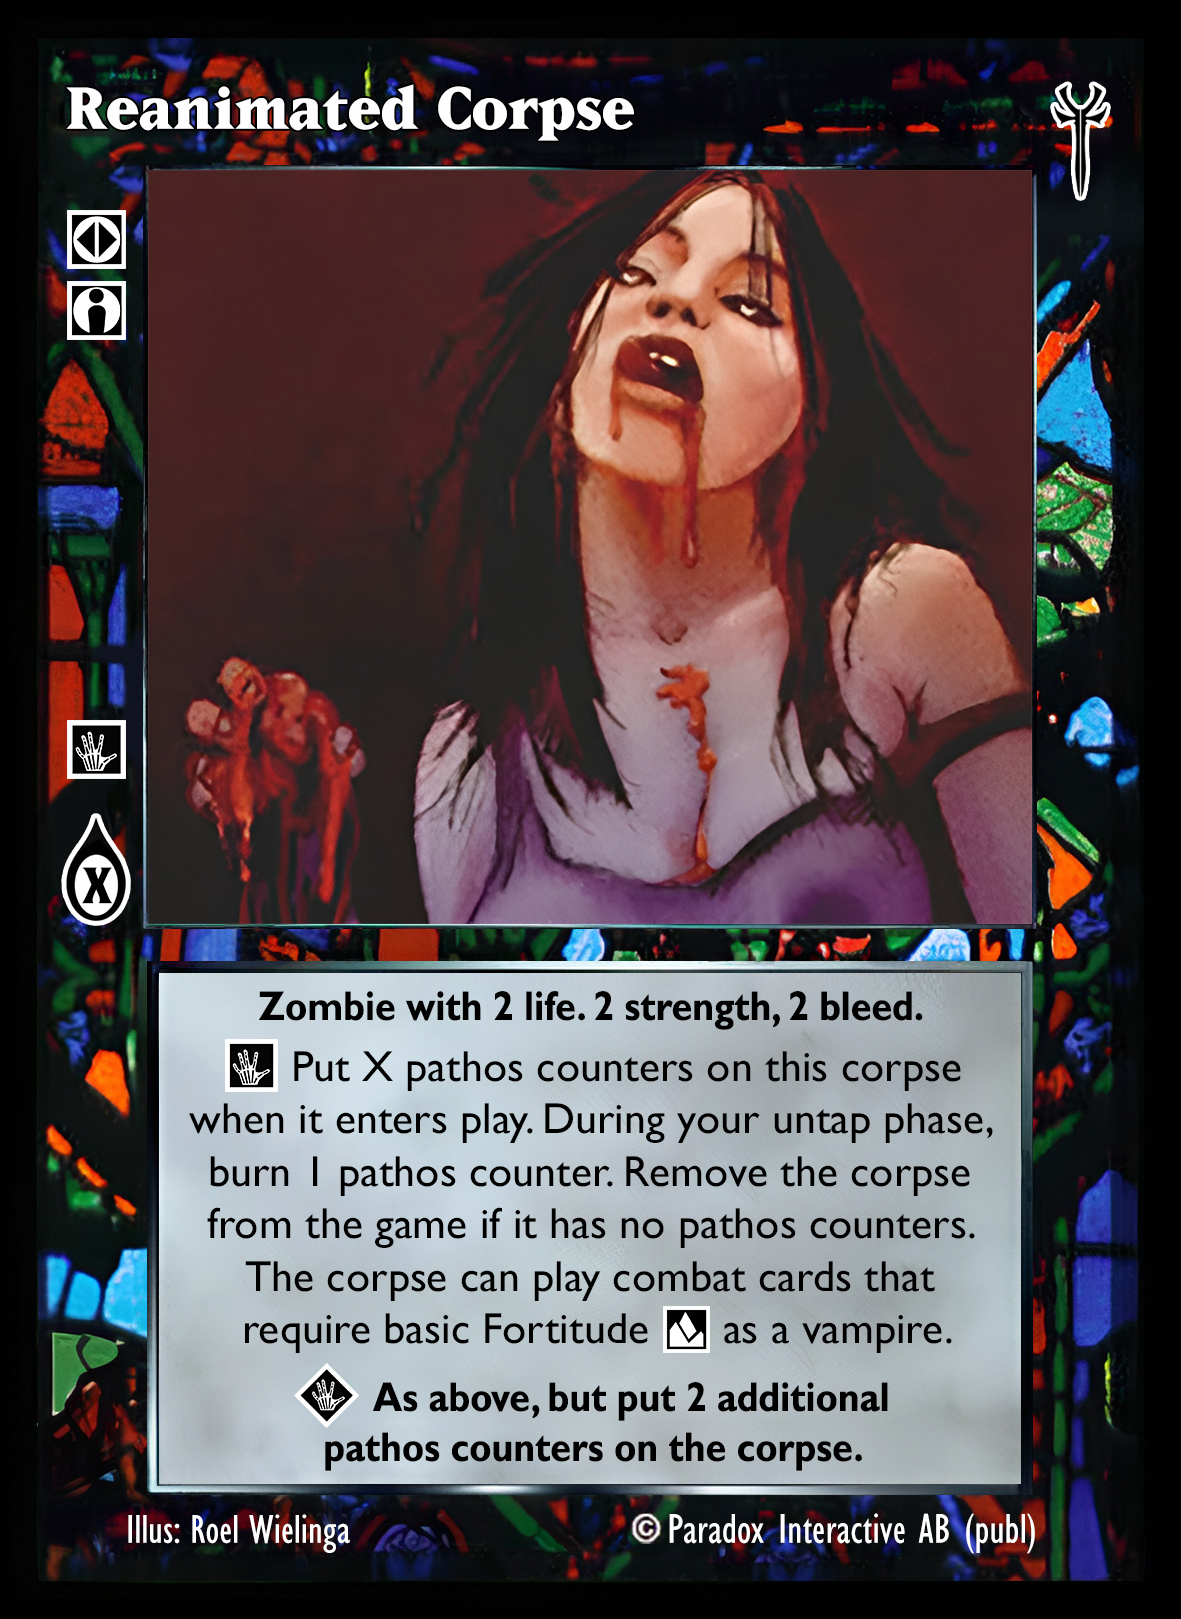 Reanimated Corpse
X
Zombie with 2 life. 2 strength, 2 bleed.
Put X pathos counters on this corpse
when it enters play. During your untap phase,
burn 1 pathos counter. Remove the corpse
from the game if it has no pathos counters.
The corpse can play combat cards that
require basic Fortitude as a vampire.
As above, but put 2 additional
pathos counters on the corpse.
Illus: Roel Wielinga
© Paradox Interactive AB (publ)